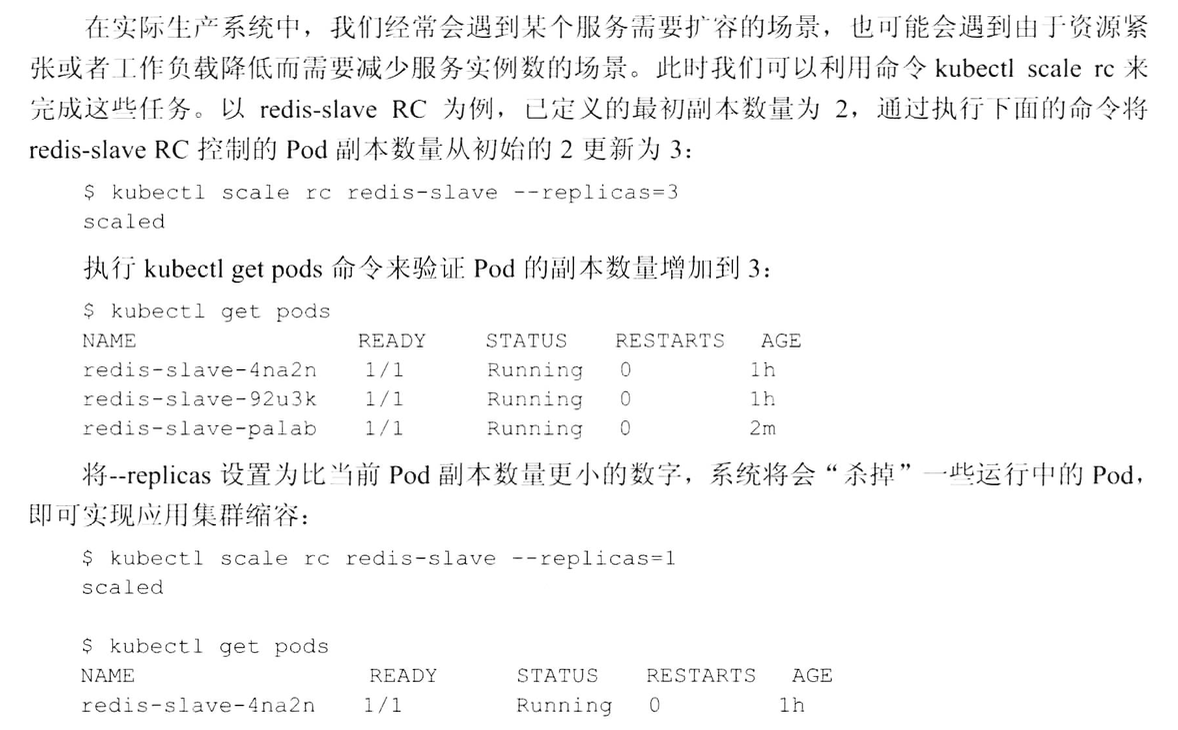 在实际生产系统中，我们经常会遇到某个服务需要扩容的场景，也可能会遇到由于资源紧
张或者工作负载降低而需要减少服务实例数的场景。此时我们可以利用命令 kubectl scale rc 来
完成这些任务。以 redis-slave RC 为例，已定义的最初副本数量为 2，通过执行下面的命令将
redis-slave RC 控制的 Pod 副本数量从初始的 2 更新为 3：
$ kubectl scale rc redis-slave --replicas=3
scaled
执行 kubectl get pods 命令来验证 Pod 的副本数量增加到 3：
$ kubectl get pods
NAME READY STATUS RESTARTS AGE
redis-slave-4na2n 1/1 Running 0 1h
redis-slave-92u3k 1/1 Running 0 1h
redis-slave-palab 1/1 Running 0 2m
将--replicas 设置为比当前 Pod 副本数量更小的数字，系统将会“杀掉”一些运行中的 Pod，
即可实现应用集群缩容：
$ kubectl scale rc redis-slave --replicas=1
scaled
$ kubectl get pods
NAME READY STATUS RESTARTS AGE
redis-slave-4na2n 1/1 Running 0 1h